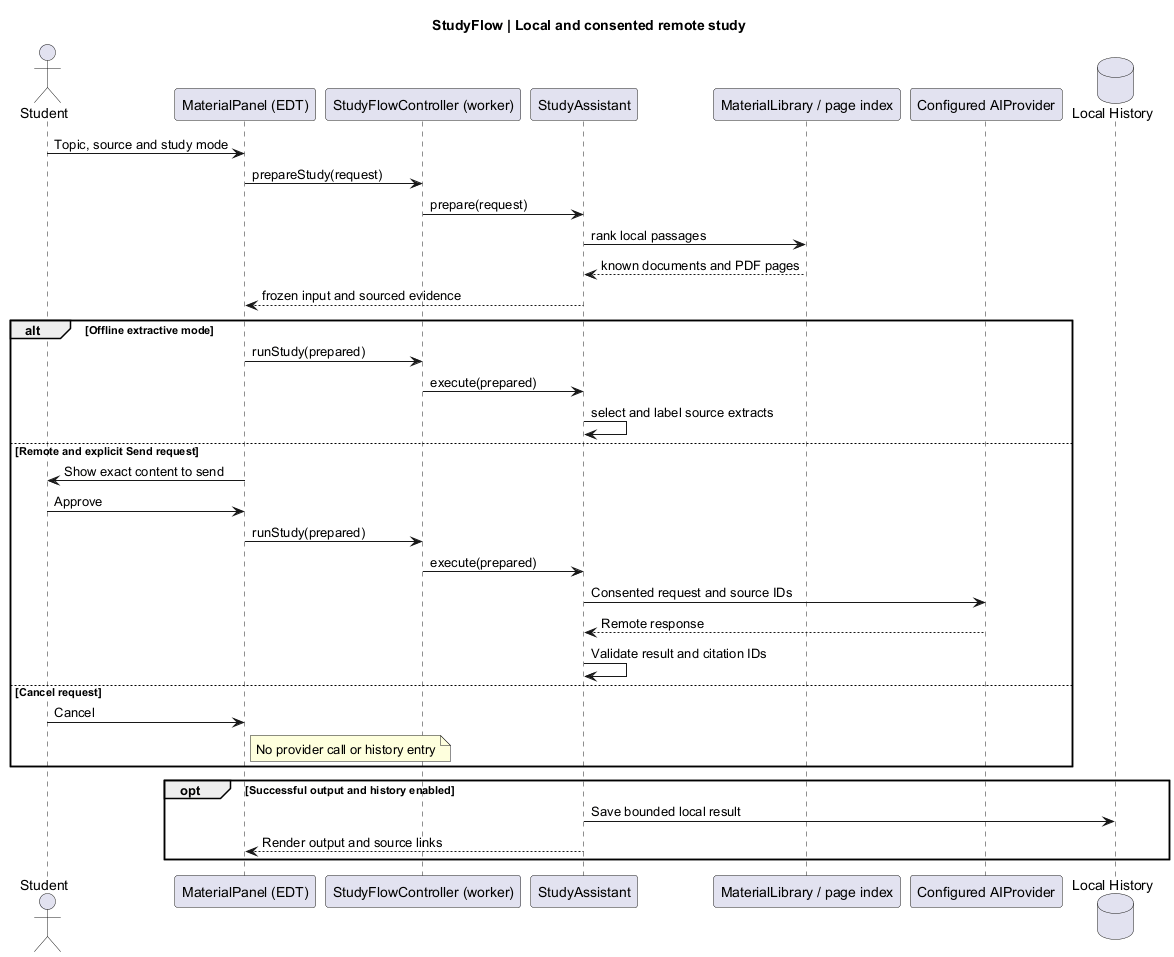 StudyFlow | Local and consented remote study
Student
MaterialPanel (EDT)
StudyFlowController (worker)
StudyAssistant
MaterialLibrary / page index
Configured AIProvider
Local History
Topic, source and study mode
prepareStudy(request)
prepare(request)
rank local passages
known documents and PDF pages
frozen input and sourced evidence
alt [Offline extractive mode]
runStudy(prepared)
execute(prepared)
select and label source extracts
[Remote and explicit Send request]
Show exact content to send
Approve
runStudy(prepared)
execute(prepared)
Consented request and source IDs
Remote response
Validate result and citation IDs
[Cancel request]
Cancel
No provider call or history entry
opt [Successful output and history enabled]
Save bounded local result
Render output and source links
Student
MaterialPanel (EDT)
StudyFlowController (worker)
StudyAssistant
MaterialLibrary / page index
Configured AIProvider
Local History